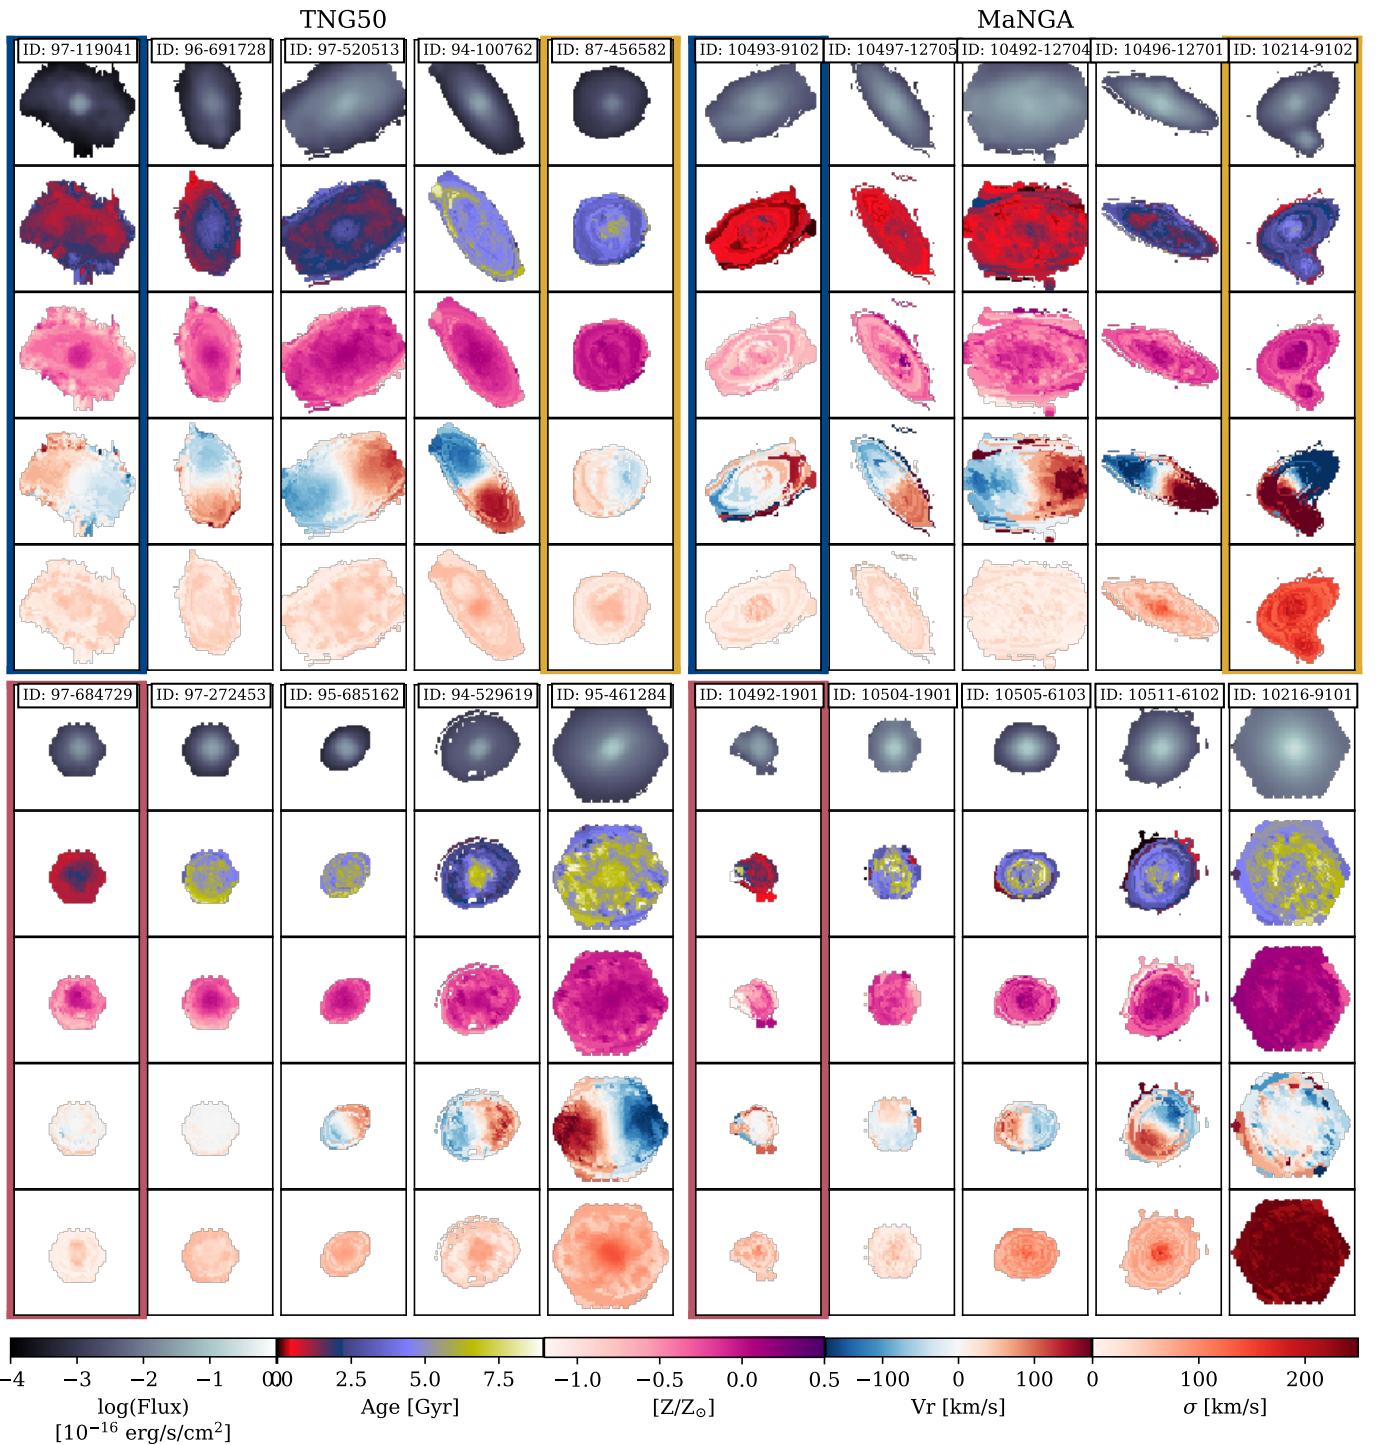 TNG50 MaNGA
ID: 97-119041 ID: 96-691728 ID: 97-520513 ID: 94-100762 ID: 87-456582 ID: 10493-9102 ID: 10497-12705 ID: 10492-12704 ID: 10496-12701 ID: 10214-9102
ID: 97-684729 ID: 97-272453 ID: 95-685162 ID: 94-529619 ID: 95-461284 ID: 10492-1901 ID: 10504-1901 ID: 10505-6103 ID: 10511-6102 ID: 10216-9101
−4 −3 −2 −1 0 0.0 2.5 5.0 7.5 −1.0 −0.5 0.0 0.5 −100 0 100 0 100 200
log(Flux) Age [Gyr] [Z/Z⊙] Vr [km/s] σ [km/s]
[10⁻¹⁶ erg/s/cm²]